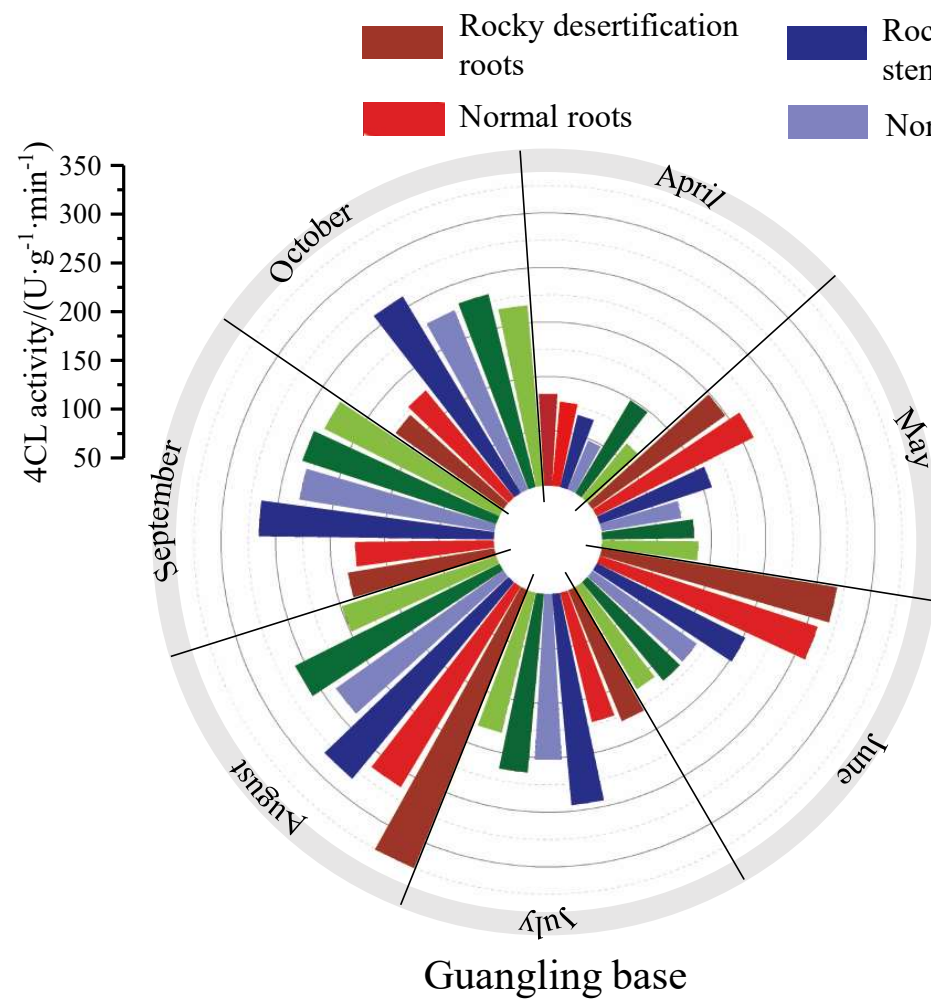 Rocky desertification
roots
Normal roots
350
300
250
200
150
100
50
4CL activity/(U·g⁻¹·min⁻¹)
April
May
June
July
August
September
October
Guangling base